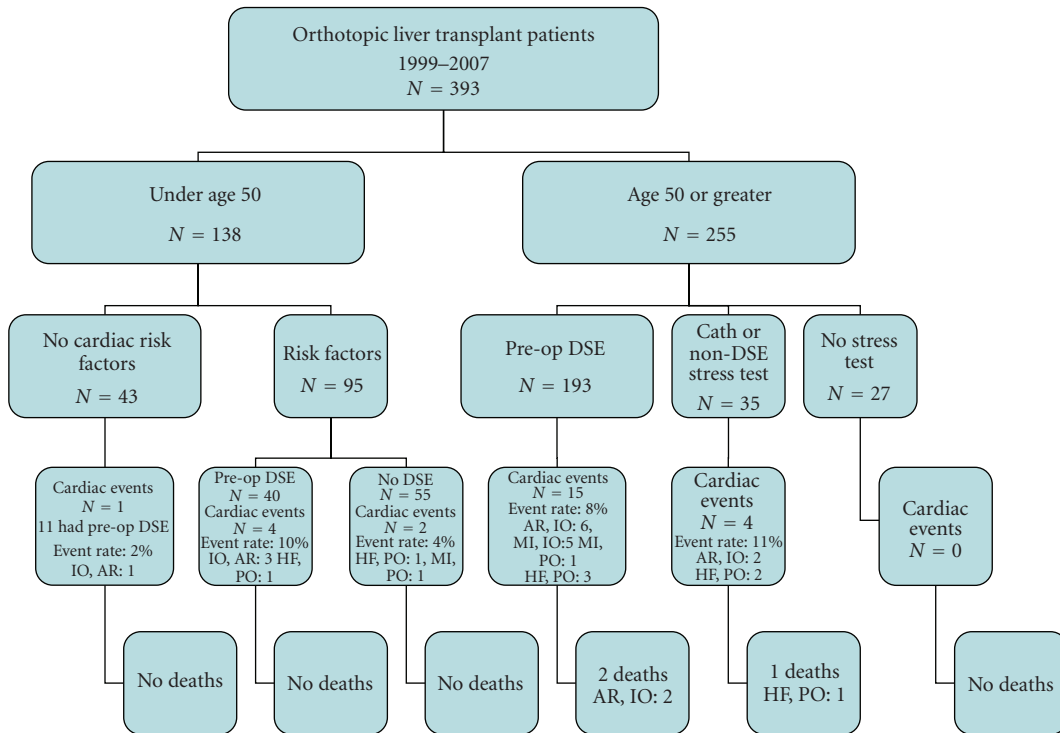 Orthotopic liver transplant patients
1999–2007
N = 393
Under age 50
N = 138
Age 50 or greater
N = 255
No cardiac risk
factors
N = 43
Risk factors
N = 95
Pre-op DSE
N = 193
Cath or
non-DSE
stress test
N = 35
No stress
test
N = 27
Cardiac events
N = 1
11 had pre-op DSE
Event rate: 2%
IO, AR: 1
Pre-op DSE
N = 40
Cardiac events
N = 4
Event rate: 10%
IO, AR: 3 HF,
PO: 1
No DSE
N = 55
Cardiac events
N = 2
Event rate: 4%
HF, PO: 1, MI,
PO: 1
Cardiac events
N = 15
Event rate: 8%
AR, IO: 6,
MI, IO:5 MI,
PO: 1
HF, PO: 3
Cardiac
events
N = 4
Event rate: 11%
AR, IO: 2
HF, PO: 2
Cardiac
events
N = 0
No deaths
No deaths
No deaths
2 deaths
AR, IO: 2
1 deaths
HF, PO: 1
No deaths